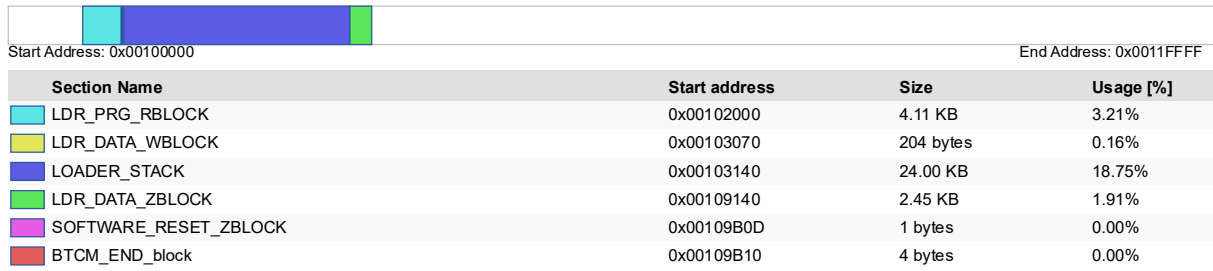 Start Address: 0x00100000 End Address: 0x0011FFFF
Section Name Start address Size Usage [%]
LDR_PRG_RBLOCK 0x00102000 4.11 KB 3.21%
LDR_DATA_WBLOCK 0x00103070 204 bytes 0.16%
LOADER_STACK 0x00103140 24.00 KB 18.75%
LDR_DATA_ZBLOCK 0x00109140 2.45 KB 1.91%
SOFTWARE_RESET_ZBLOCK 0x00109B0D 1 bytes 0.00%
BTCM_END_block 0x00109B10 4 bytes 0.00%